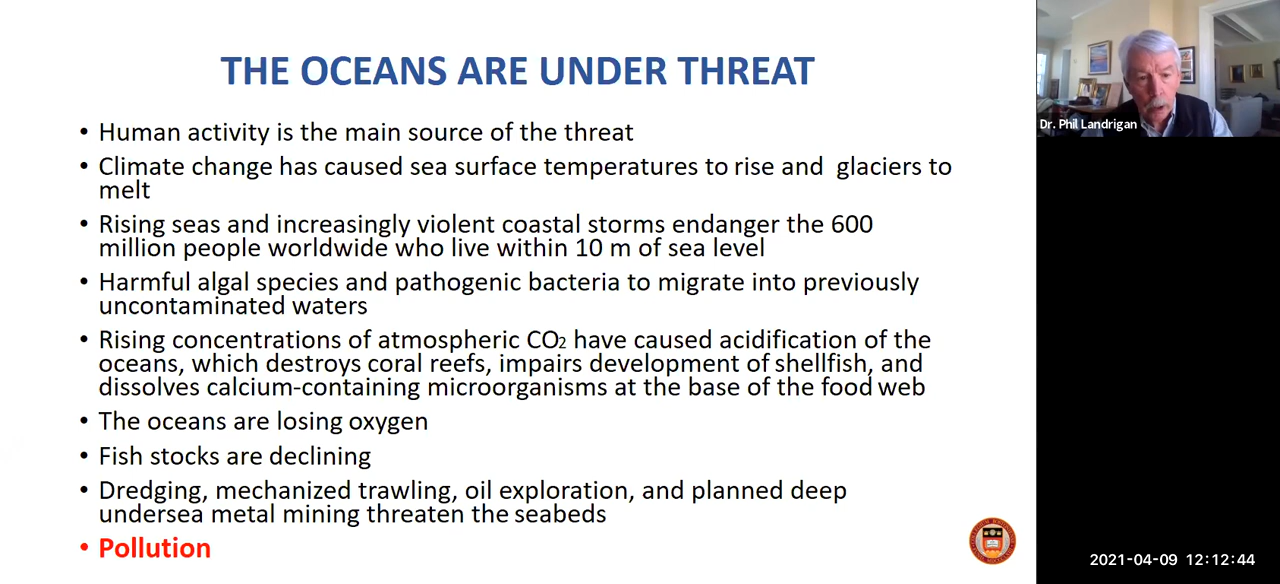 THE OCEANS ARE UNDER THREAT
• Human activity is the main source of the threat
• Climate change has caused sea surface temperatures to rise and glaciers to
melt
• Rising seas and increasingly violent coastal storms endanger the 600
million people worldwide who live within 10 m of sea level
• Harmful algal species and pathogenic bacteria to migrate into previously
uncontaminated waters
• Rising concentrations of atmospheric CO₂ have caused acidification of the
oceans, which destroys coral reefs, impairs development of shellfish, and
dissolves calcium-containing microorganisms at the base of the food web
• The oceans are losing oxygen
• Fish stocks are declining
• Dredging, mechanized trawling, oil exploration, and planned deep
undersea metal mining threaten the seabeds
• Pollution
Dr. Phil Landrigan
2021-04-09 12:12:44